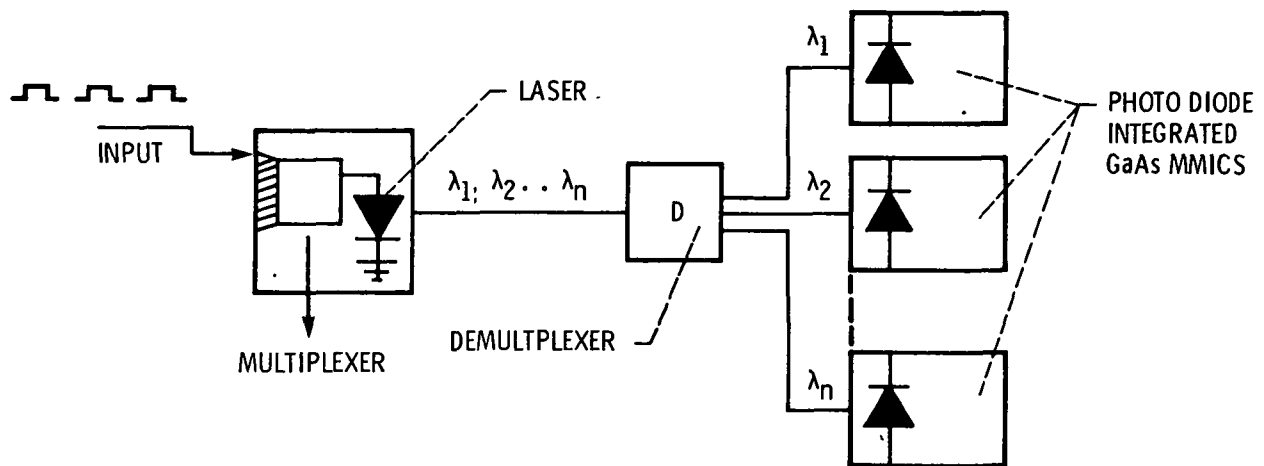 λ1
LASER
PHOTO DIODE
INTEGRATED
GaAs MMICS
INPUT
λ1; λ2 . . λn
D
λ2
DEMULTPLEXER
MULTIPLEXER
λn